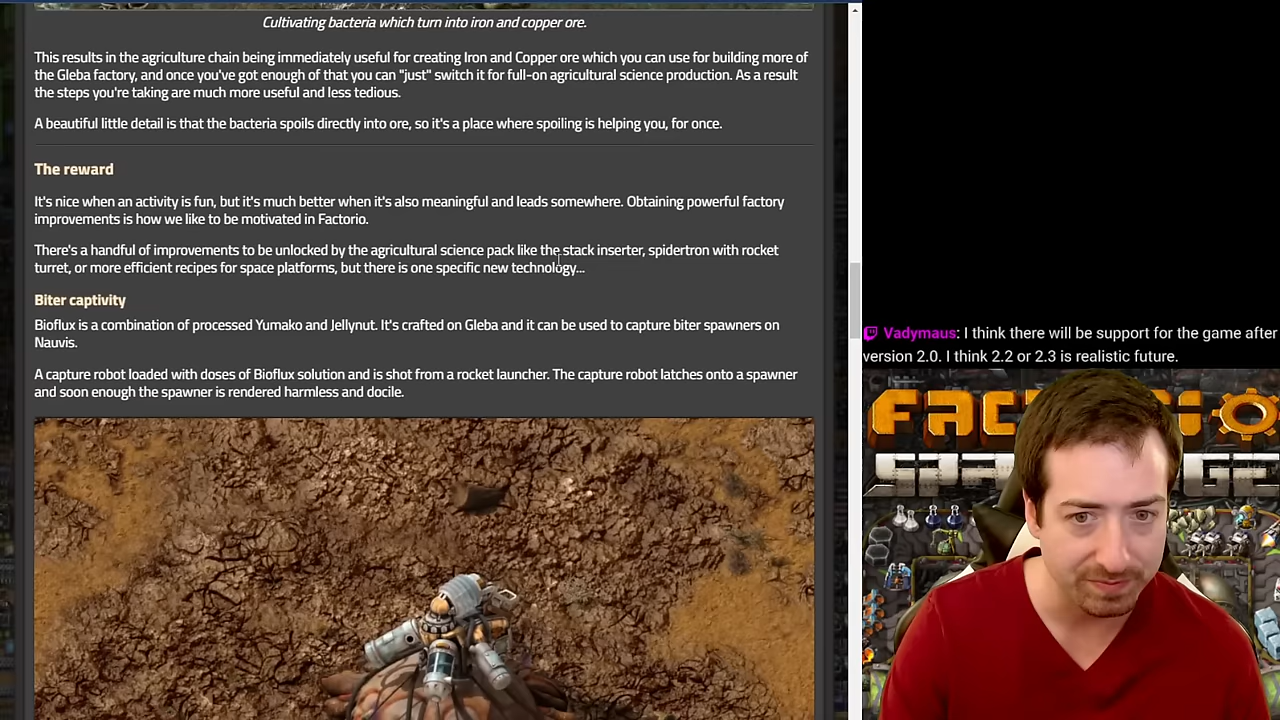 Cultivating bacteria which turn into iron and copper ore.
This results in the agriculture chain being immediately useful for creating Iron and Copper ore which you can use for building more of
the Gleba factory, and once you've got enough of that you can "just" switch it for full-on agricultural science production. As a result
the steps you're taking are much more useful and less tedious.
A beautiful little detail is that the bacteria spoils directly into ore, so it's a place where spoiling is helping you, for once.
The reward
It's nice when an activity is fun, but it's much better when it's also meaningful and leads somewhere. Obtaining powerful factory
improvements is how we like to be motivated in Factorio.
There's a handful of improvements to be unlocked by the agricultural science pack like the stack inserter, spidertron with rocket
turret, or more efficient recipes for space platforms, but there is one specific new technology...
Biter captivity
Bioflux is a combination of processed Yumako and Jellynut. It's crafted on Gleba and it can be used to capture biter spawners on
Nauvis.
A capture robot loaded with doses of Bioflux solution and is shot from a rocket launcher. The capture robot latches onto a spawner
and soon enough the spawner is rendered harmless and docile.
Vadymaus: I think there will be support for the game after
version 2.0. I think 2.2 or 2.3 is realistic future.